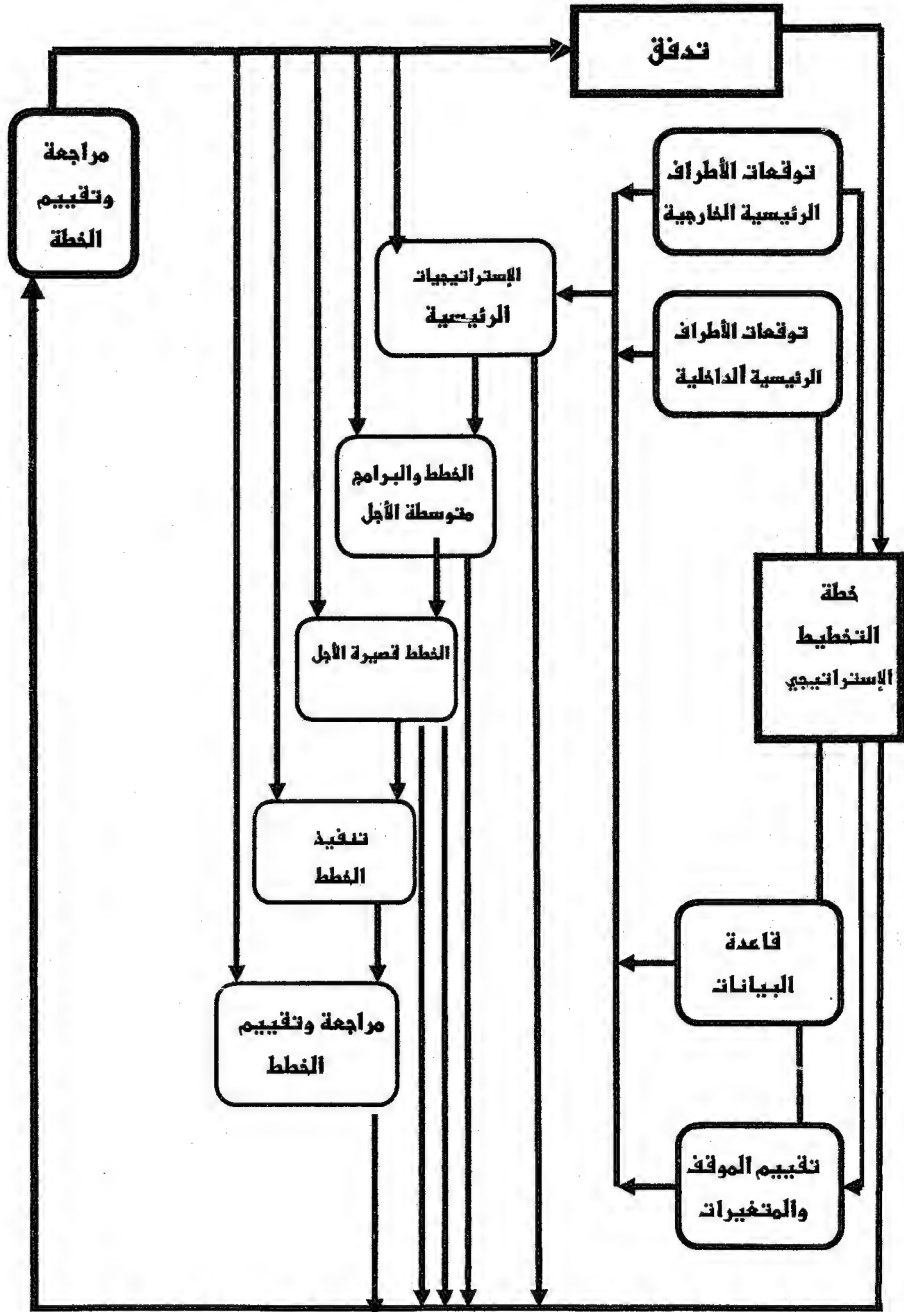 تدفق
توقعات الأطراف
الرئيسية الخارجية
مراجعة
وتقييم
الخطة
الإستراتيجيات
الرئيسية
توقعات الأطراف
الرئيسية الداخلية
الخطط والبرامج
متوسطة الأجل
خطة
التخطيط
الإستراتيجي
الخطط قصيرة الأجل
تنفيذ
الخطط
قاعدة
البيانات
مراجعة وتقييم
الخطط
تقييم الموقف
والمتغيرات